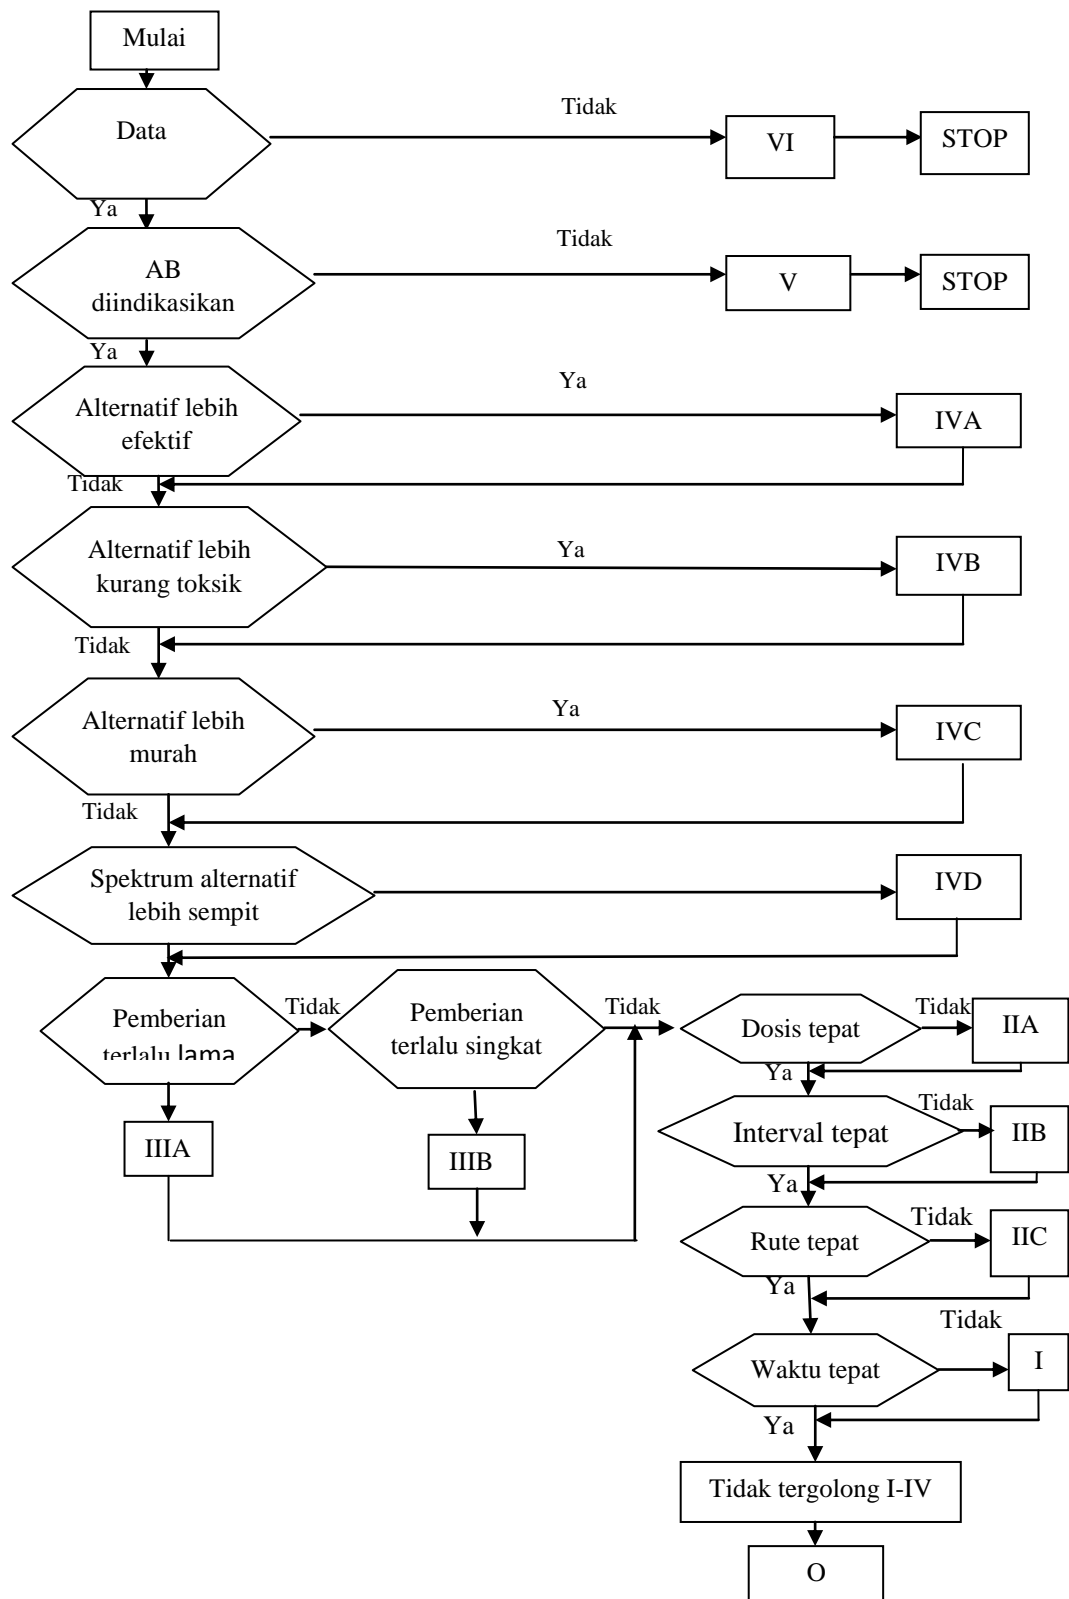 Mulai
Data
Tidak
VI
STOP
Ya
AB
diindikasikan
Tidak
V
STOP
Ya
Alternatif lebih
efektif
Ya
IVA
Tidak
Alternatif lebih
kurang toksik
Ya
IVB
Tidak
Alternatif lebih
murah
Ya
IVC
Tidak
Spektrum alternatif
lebih sempit
IVD
Pemberian
terlalu lama
Tidak
Pemberian
terlalu singkat
Tidak
Dosis tepat
Tidak
IIA
Ya
IIIA
IIIB
Interval tepat
Tidak
IIB
Ya
Rute tepat
Tidak
IIC
Ya
Waktu tepat
Tidak
I
Ya
Tidak tergolong I-IV
O